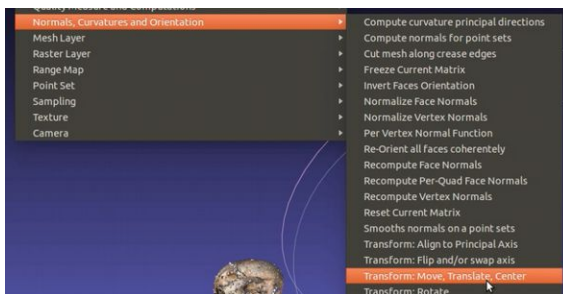 Quality Measure and Computations
Normals, Curvatures and Orientation
Mesh Layer
Raster Layer
Range Map
Point Set
Sampling
Texture
Camera
Compute curvature principal directions
Compute normals for point sets
Cut mesh along crease edges
Freeze Current Matrix
Invert Faces Orientation
Normalize Face Normals
Normalize Vertex Normals
Per Vertex Normal Function
Re-Orient all faces coherentely
Recompute Face Normals
Recompute Per-Quad Face Normals
Recompute Vertex Normals
Reset Current Matrix
Smooths normals on a point sets
Transform: Align to Principal Axis
Transform: Flip and/or swap axis
Transform: Move, Translate, Center
Transform: Rotate